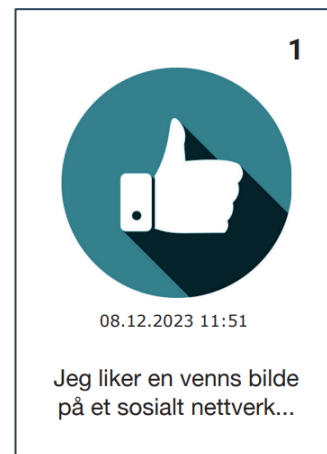 1
08.12.2023 11:51
Jeg liker en venns bilde
på et sosialt nettverk...